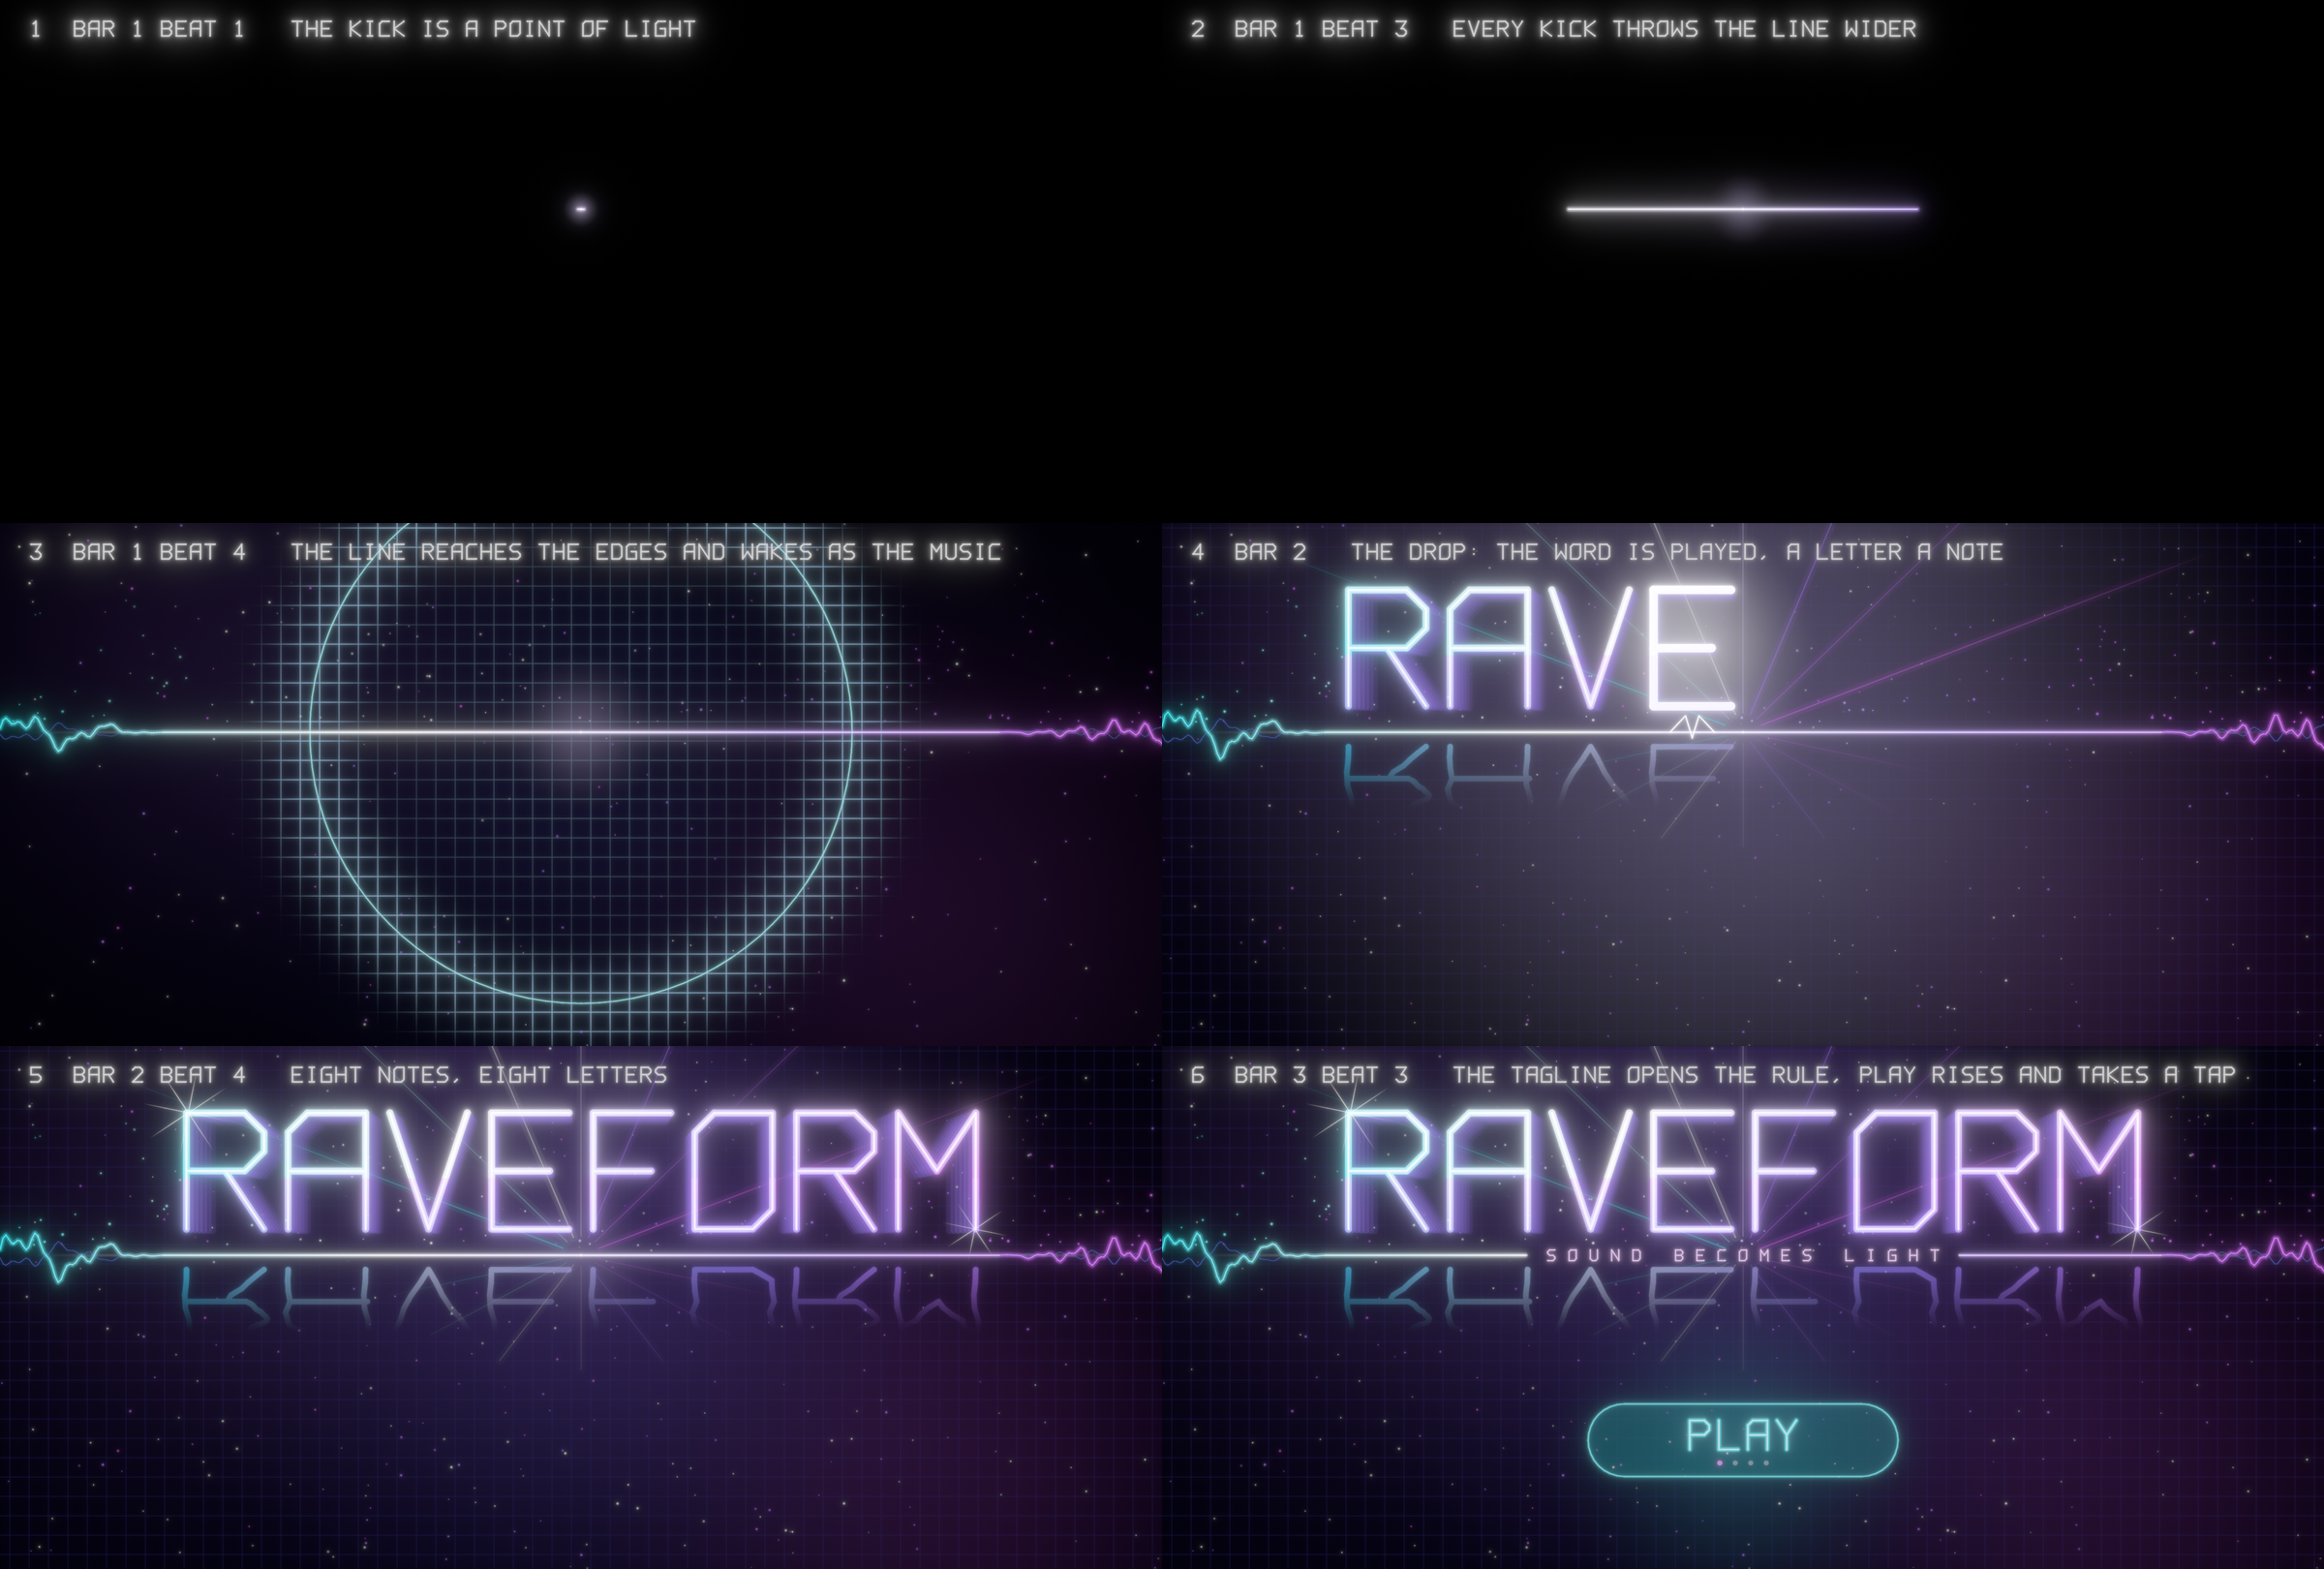 1 BAR 1 BEAT 1 THE KICK IS A POINT OF LIGHT
2 BAR 1 BEAT 3 EVERY KICK THROWS THE LINE WIDER
3 BAR 1 BEAT 4 THE LINE REACHES THE EDGES AND WAKES AS THE MUSIC
4 BAR 2 THE DROP: THE WORD IS PLAYED, A LETTER A NOTE
RAVE
5 BAR 2 BEAT 4 EIGHT NOTES, EIGHT LETTERS
RAVEFORM
6 BAR 3 BEAT 3 THE TAGLINE OPENS THE RULE, PLAY RISES AND TAKES A TAP
RAVEFORM
SOUND BECOMES LIGHT
PLAY